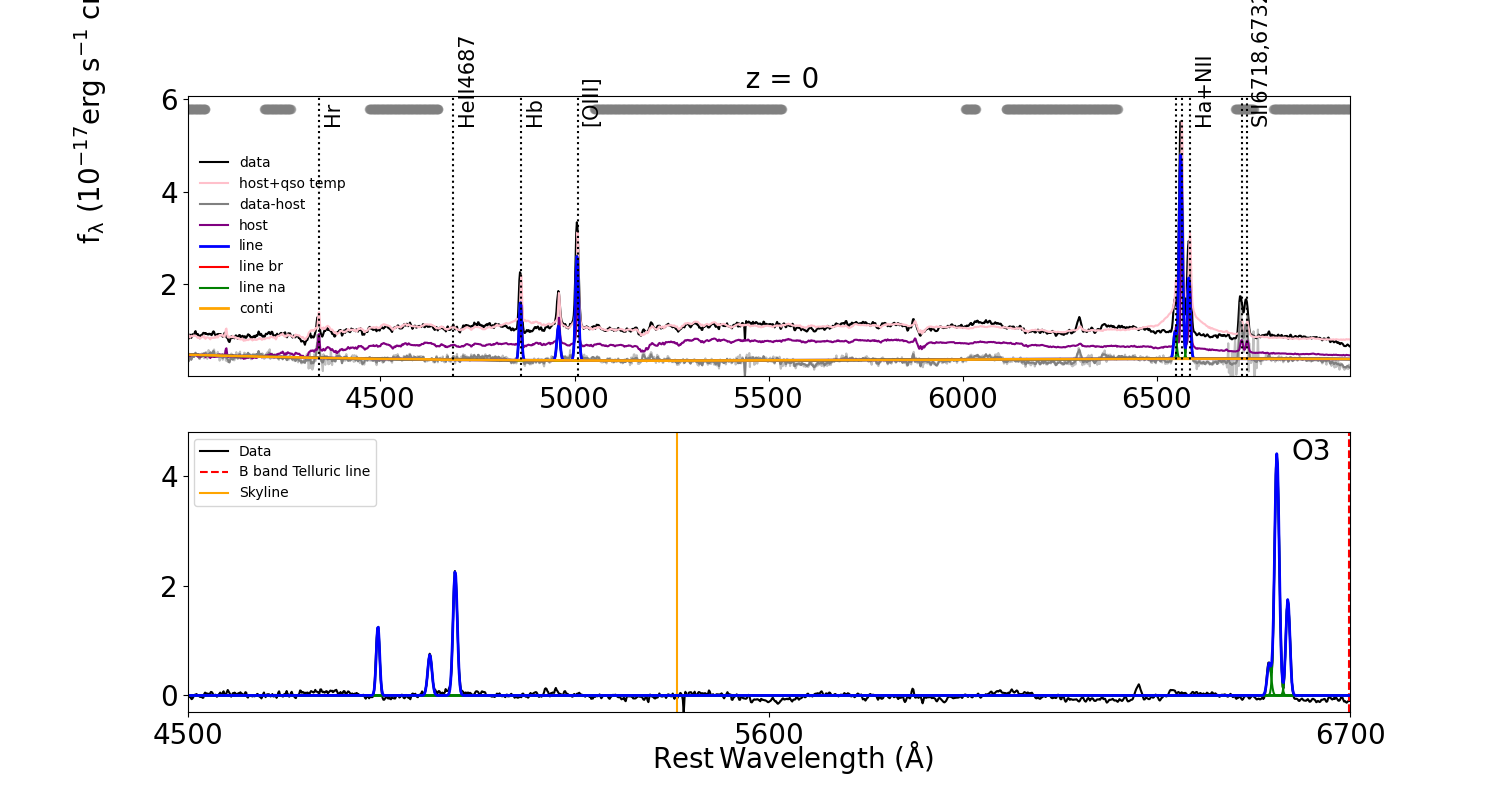 z = 0
6
4
2
fλ (10−17erg s−1 c
Hr
HeII4687
Hb
[OIII]
Ha+NII
SII6718,6732
data
host+qso temp
data-host
host
line
line br
line na
conti
4500
5000
5500
6000
6500
O3
Data
B band Telluric line
Skyline
4
2
0
4500
5600
6700
Rest Wavelength (Å)